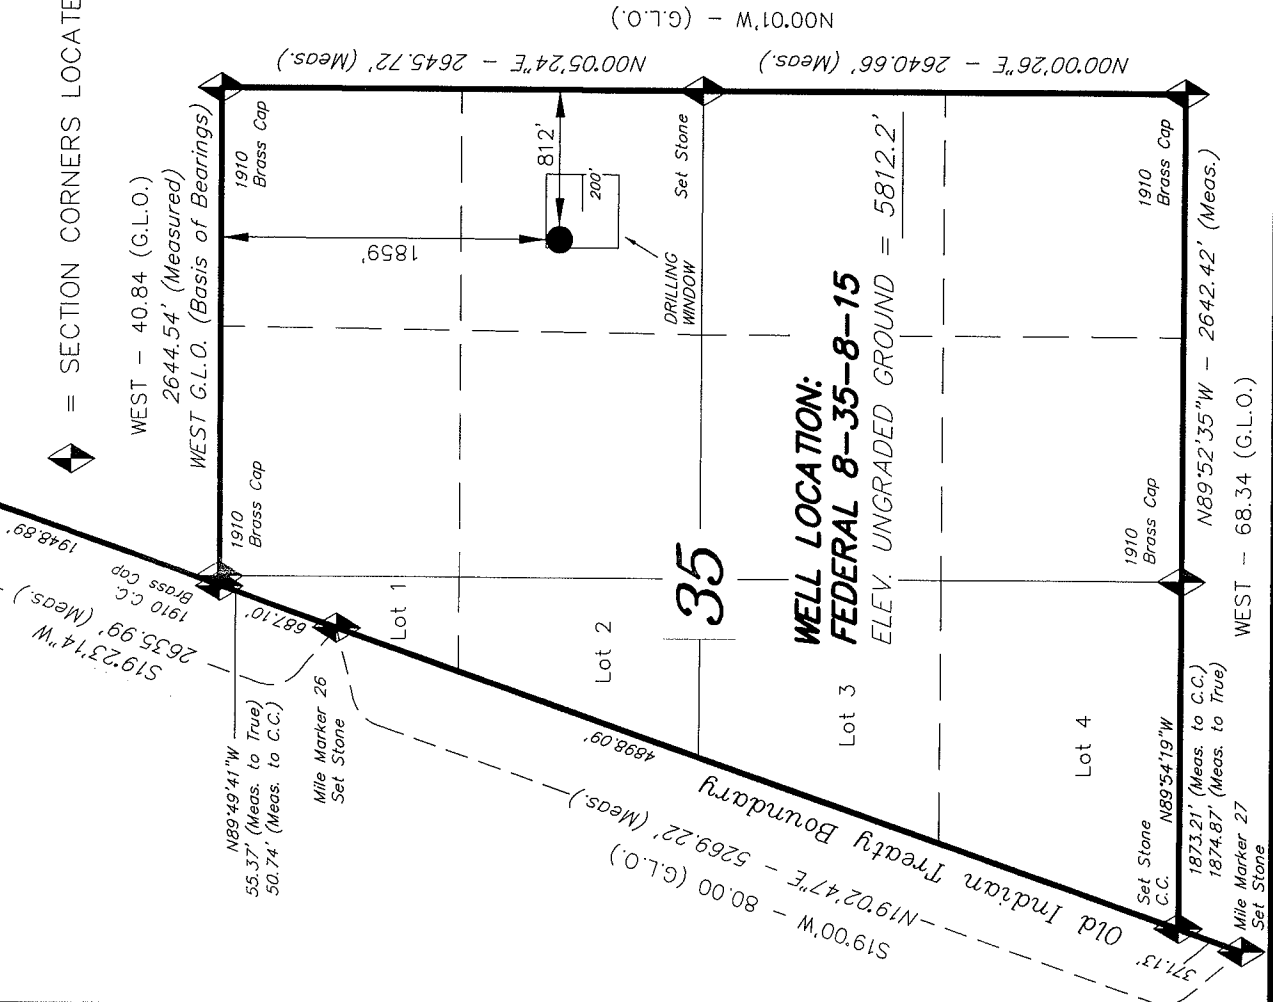 N00°01'W – (G.L.O.)
N00°05'24"E – 2645.72' (Meas.)
N00°00'26"E – 2640.66' (Meas.)
= SECTION CORNERS LOCATE
WEST – 40.84 (G.L.O.)
2644.54' (Measured)
WEST G.L.O. (Basis of Bearings)
1910
Brass Cap
812'
200'
1859'
Set Stone
DRILLING
WINDOW
1910
Brass Cap
1910
Brass Cap
1948.89'
1910 C.C.
Brass Cap
S19°23'14"W
2635.99' (Meas.)
687.10'
Lot 1
Lot 2
35
WELL LOCATION:
FEDERAL 8–35–8–15
ELEV. UNGRADED GROUND = 5812.2'
Lot 3
Lot 4
N89°49'41"W
55.37' (Meas. to True)
50.74' (Meas. to C.C.)
Mile Marker 26
Set Stone
4898.09'
Old Indian Treaty Boundary
N19°02'47"E – 5269.22' (Meas.)
S19°00'W – 80.00 (G.L.O.)
1910
Brass Cap
N89°52'35"W – 2642.42' (Meas.)
WEST – 68.34 (G.L.O.)
Set Stone
C.C.
N89°54'19"W
1873.21' (Meas. to C.C.)
1874.87' (Meas. to True)
Mile Marker 27
Set Stone
371.13'